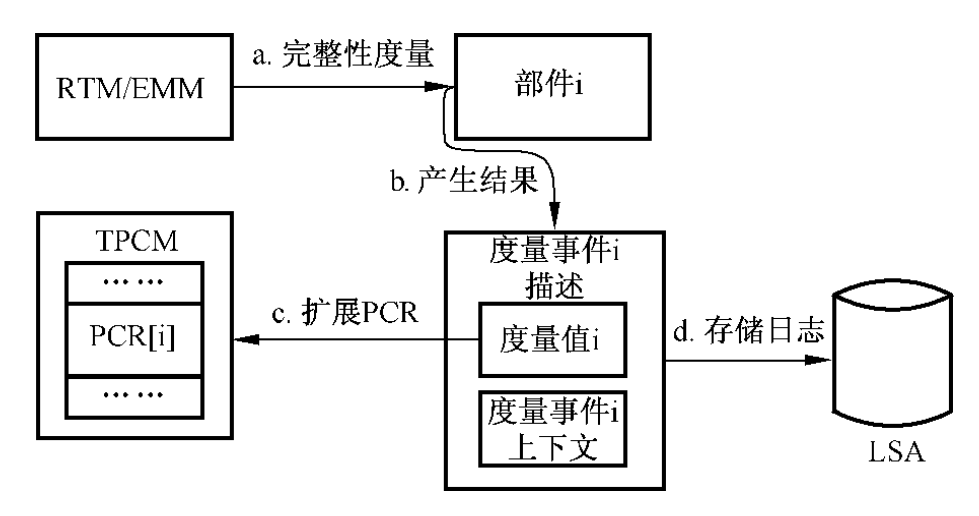 RTM/EMM
a. 完整性度量
部件i
b. 产生结果
TPCM
……
PCR[i]
……
c. 扩展PCR
度量事件i
描述
度量值i
度量事件i
上下文
d. 存储日志
LSA